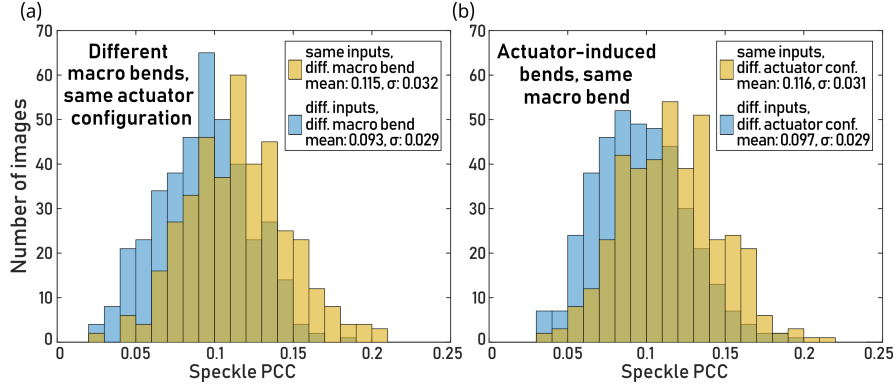 (a)
Different
macro bends,
same actuator
configuration
same inputs,
diff. macro bend
mean: 0.115, σ: 0.032
diff. inputs,
diff. macro bend
mean: 0.093, σ: 0.029
Number of images
70
60
50
40
30
20
10
0
0
0.05
0.1
0.15
0.2
0.25
Speckle PCC
(b)
Actuator-induced
bends, same
macro bend
same inputs,
diff. actuator conf.
mean: 0.116, σ: 0.031
diff. inputs,
diff. actuator conf.
mean: 0.097, σ: 0.029
70
60
50
40
30
20
10
0
0
0.05
0.1
0.15
0.2
0.25
Speckle PCC